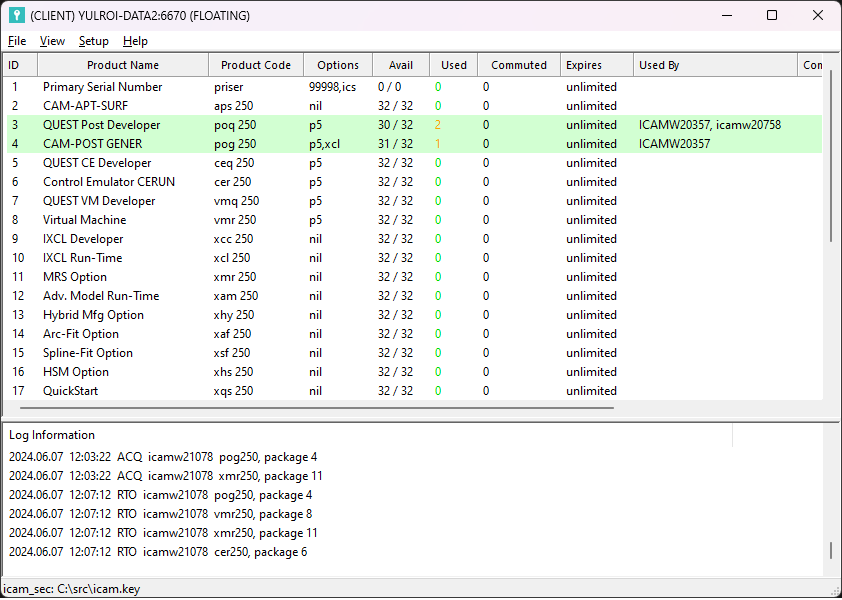 (CLIENT) YULROI-DATA2:6670 (FLOATING)
File View Setup Help
ID Product Name Product Code Options Avail Used Commuted Expires Used By Con
1 Primary Serial Number priser 99998,ics 0 / 0 0 0 unlimited
2 CAM-APT-SURF aps 250 nil 32 / 32 0 0 unlimited
3 QUEST Post Developer poq 250 p5 30 / 32 2 0 unlimited ICAMW20357, icamw20758
4 CAM-POST GENER pog 250 p5,xcl 31 / 32 1 0 unlimited ICAMW20357
5 QUEST CE Developer ceq 250 p5 32 / 32 0 0 unlimited
6 Control Emulator CERUN cer 250 p5 32 / 32 0 0 unlimited
7 QUEST VM Developer vmq 250 p5 32 / 32 0 0 unlimited
8 Virtual Machine vmr 250 p5 32 / 32 0 0 unlimited
9 IXCL Developer xcc 250 nil 32 / 32 0 0 unlimited
10 IXCL Run-Time xcl 250 nil 32 / 32 0 0 unlimited
11 MRS Option xmr 250 nil 32 / 32 0 0 unlimited
12 Adv. Model Run-Time xam 250 nil 32 / 32 0 0 unlimited
13 Hybrid Mfg Option xhy 250 nil 32 / 32 0 0 unlimited
14 Arc-Fit Option xaf 250 nil 32 / 32 0 0 unlimited
15 Spline-Fit Option xsf 250 nil 32 / 32 0 0 unlimited
16 HSM Option xhs 250 nil 32 / 32 0 0 unlimited
17 QuickStart xqs 250 nil 32 / 32 0 0 unlimited
Log Information
2024.06.07 12:03:22 ACQ icamw21078 pog250, package 4
2024.06.07 12:03:22 ACQ icamw21078 xmr250, package 11
2024.06.07 12:07:12 RTO icamw21078 pog250, package 4
2024.06.07 12:07:12 RTO icamw21078 vmr250, package 8
2024.06.07 12:07:12 RTO icamw21078 xmr250, package 11
2024.06.07 12:07:12 RTO icamw21078 cer250, package 6
icam_sec: C:\src\icam.key